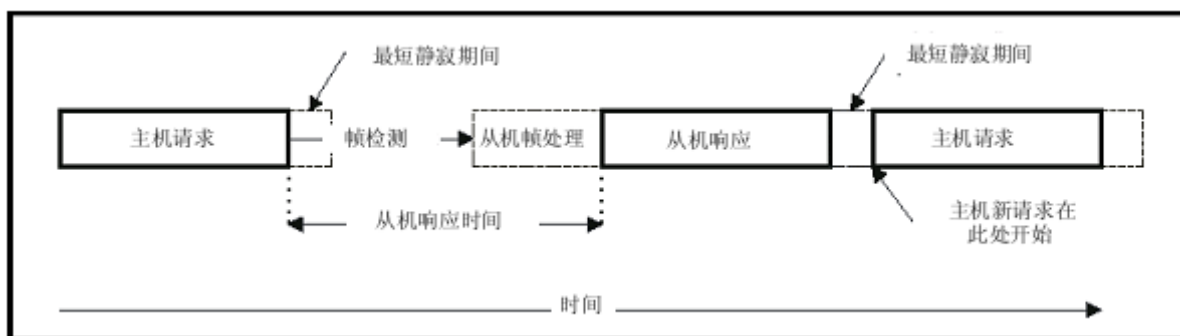 最短静寂期间
最短静寂期间
主机请求
帧检测
从机帧处理
从机响应
主机请求
从机响应时间
主机新请求在
此处开始
时间